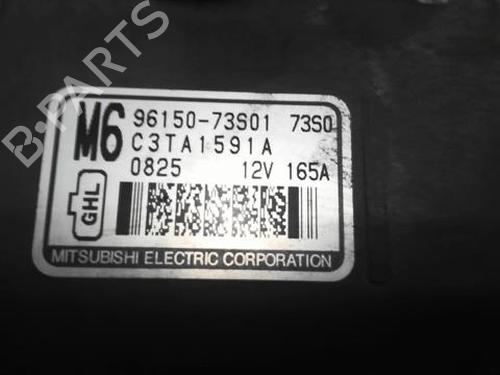 B-PARTS
M6 96150-73S01 73S0
C3TA1591A
0825 12V 165A
GHL
MITSUBISHI ELECTRIC CORPORATION